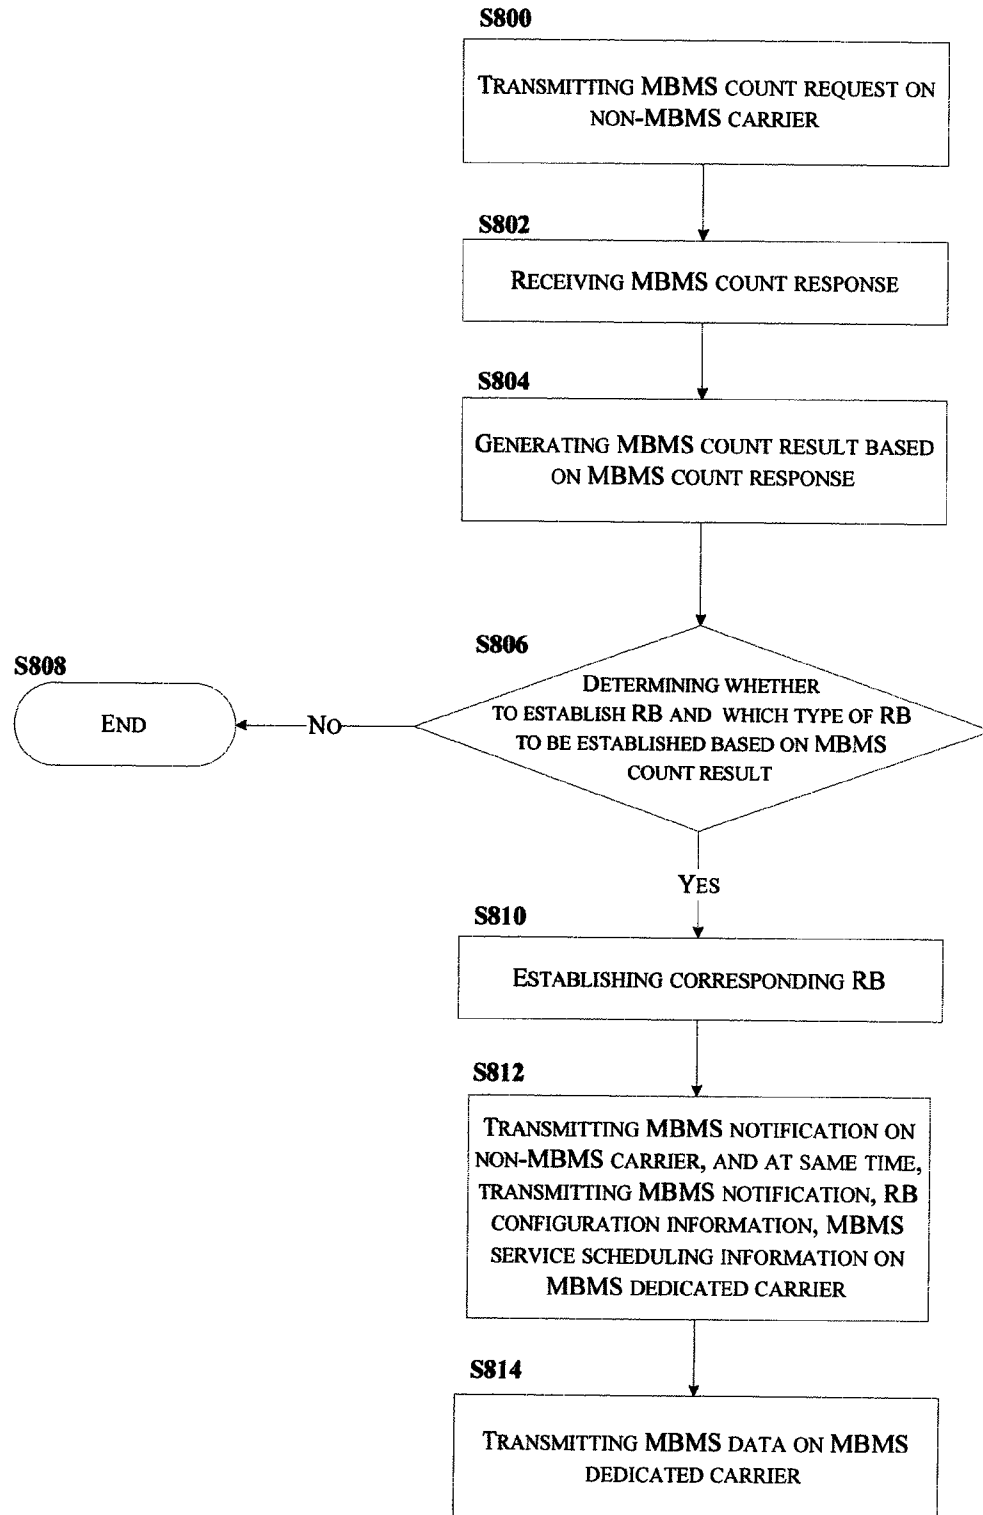 S800
TRANSMITTING MBMS COUNT REQUEST ON
NON-MBMS CARRIER
S802
RECEIVING MBMS COUNT RESPONSE
S804
GENERATING MBMS COUNT RESULT BASED
ON MBMS COUNT RESPONSE
S806
DETERMINING WHETHER
TO ESTABLISH RB AND WHICH TYPE OF RB
TO BE ESTABLISHED BASED ON MBMS
COUNT RESULT
S808
END
NO
YES
S810
ESTABLISHING CORRESPONDING RB
S812
TRANSMITTING MBMS NOTIFICATION ON
NON-MBMS CARRIER, AND AT SAME TIME,
TRANSMITTING MBMS NOTIFICATION, RB
CONFIGURATION INFORMATION, MBMS
SERVICE SCHEDULING INFORMATION ON
MBMS DEDICATED CARRIER
S814
TRANSMITTING MBMS DATA ON MBMS
DEDICATED CARRIER